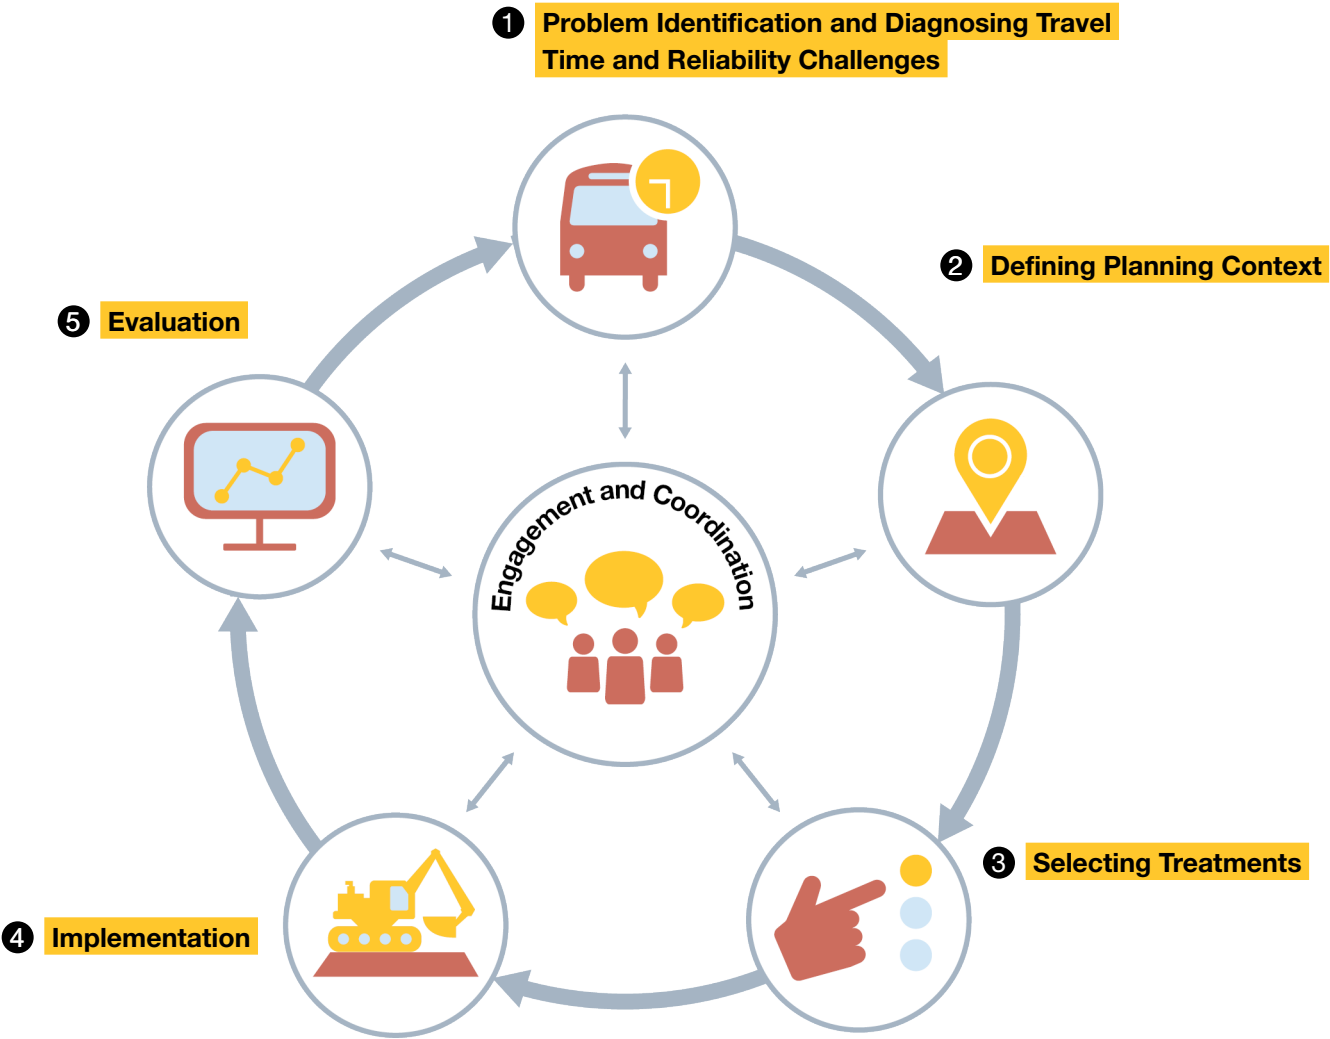 1 Problem Identification and Diagnosing Travel
Time and Reliability Challenges
2 Defining Planning Context
5 Evaluation
Engagement and Coordination
3 Selecting Treatments
4 Implementation